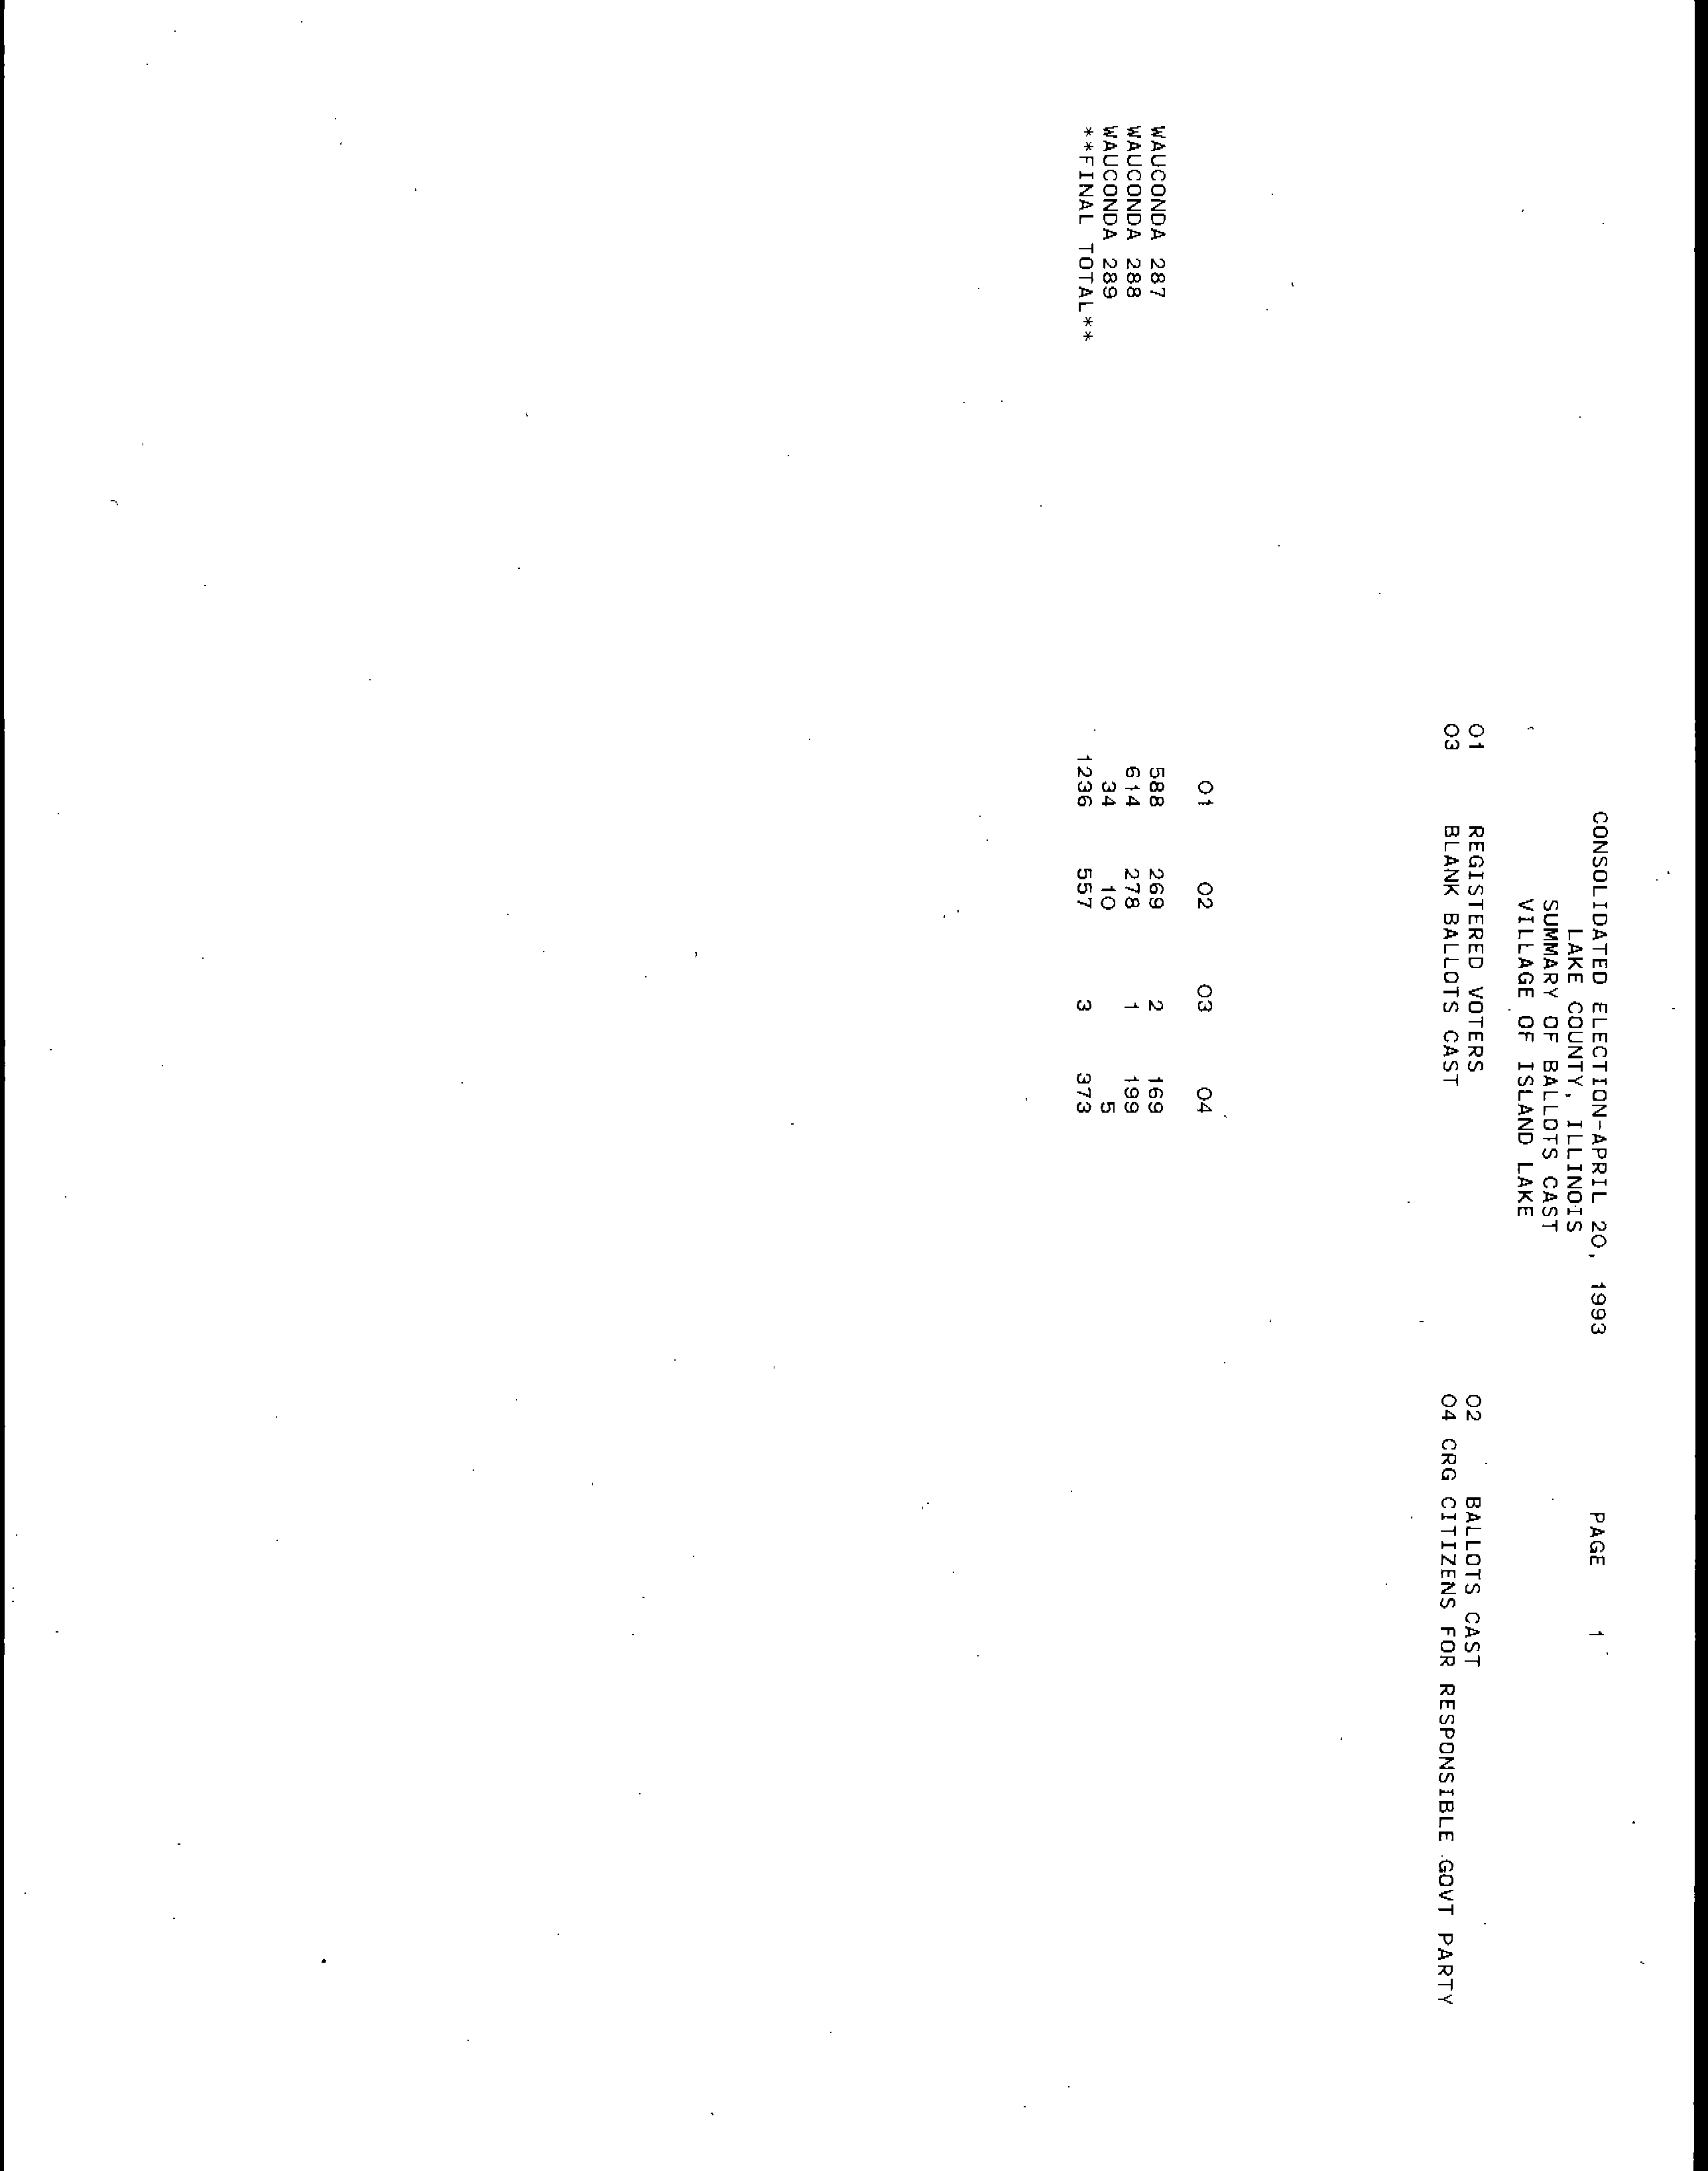 CONSOLIDATED ELECTION-APRIL 20, 1993 PAGE 1
LAKE COUNTY, ILLINOIS
SUMMARY OF BALLOTS CAST
VILLAGE OF ISLAND LAKE
01 REGISTERED VOTERS 02 BALLOTS CAST
03 BLANK BALLOTS CAST 04 CRG CITIZENS FOR RESPONSIBLE GOVT PARTY
01 02 03 04
WAUCONDA 287 588 269 2 169
WAUCONDA 288 614 278 1 199
WAUCONDA 289 34 10 5
**FINAL TOTAL** 1236 557 3 373